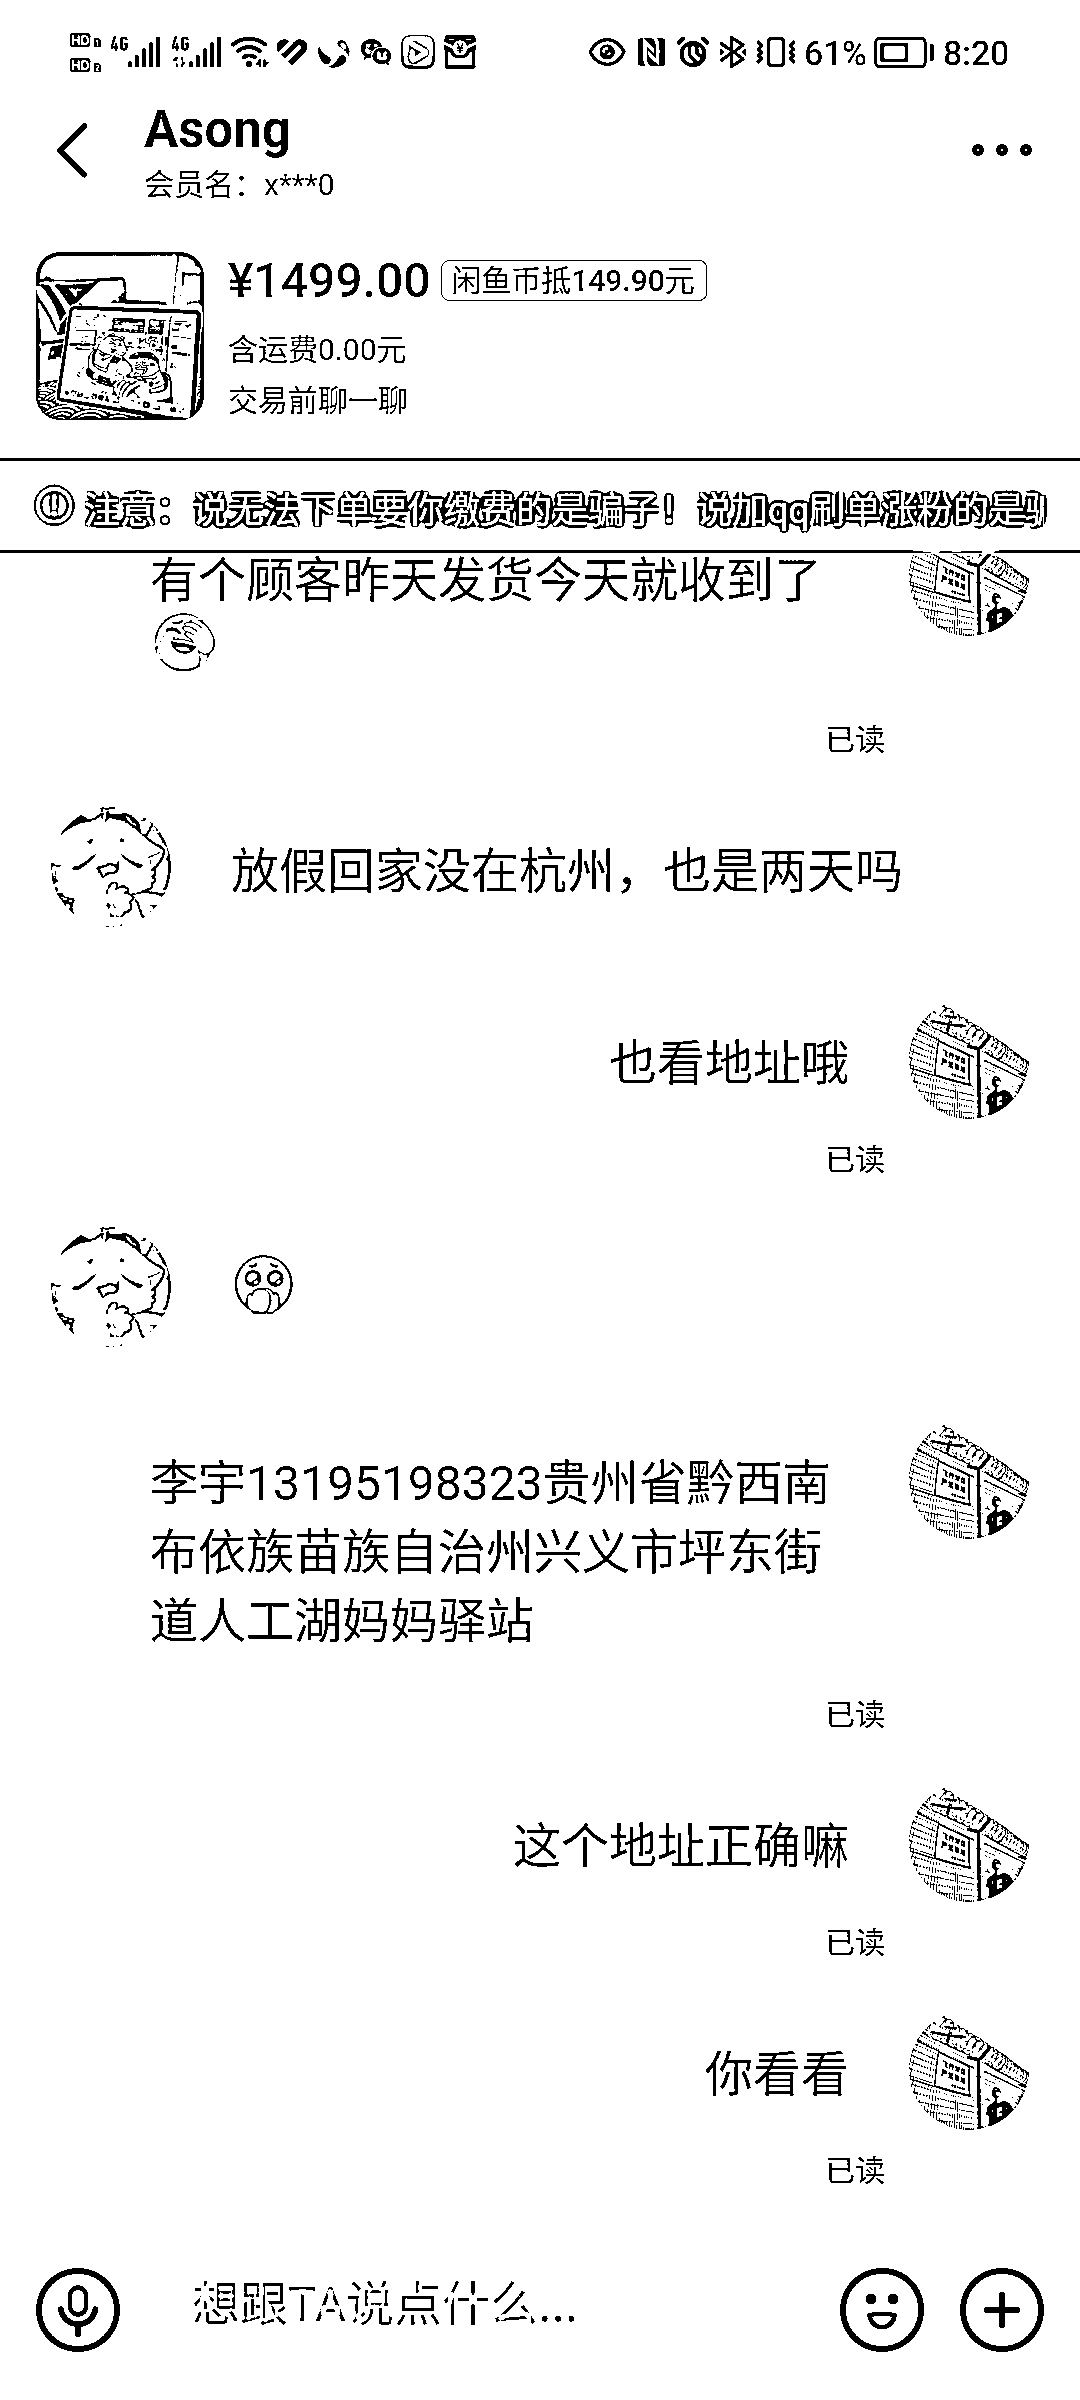 HD 1 4G 4G 61% 8:20
HD 2
Asong
会员名：x***0
¥1499.00 闲鱼币抵149.90元
含运费0.00元
交易前聊一聊
注意：说无法下单要你缴费的是骗子！说加qq刷单涨粉的是
有个顾客昨天发货今天就收到了
已读
放假回家没在杭州，也是两天吗
也看地址哦
已读
李宇13195198323贵州省黔西南
布依族苗族自治州兴义市坪东街
道人工湖妈妈驿站
已读
这个地址正确嘛
已读
你看看
已读
想跟TA说点什么...